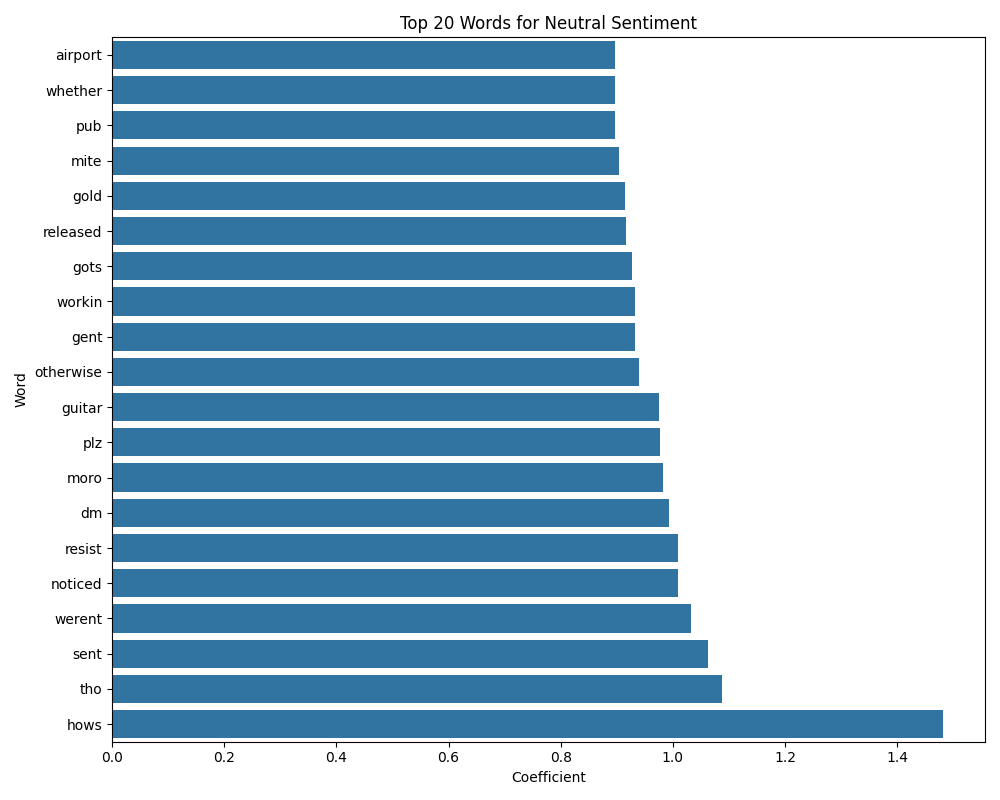 Top 20 Words for Neutral Sentiment
airport
whether
pub
mite
gold
released
gots
workin
gent
otherwise
guitar
plz
moro
dm
resist
noticed
werent
sent
tho
hows
Word
0.0 0.2 0.4 0.6 0.8 1.0 1.2 1.4
Coefficient